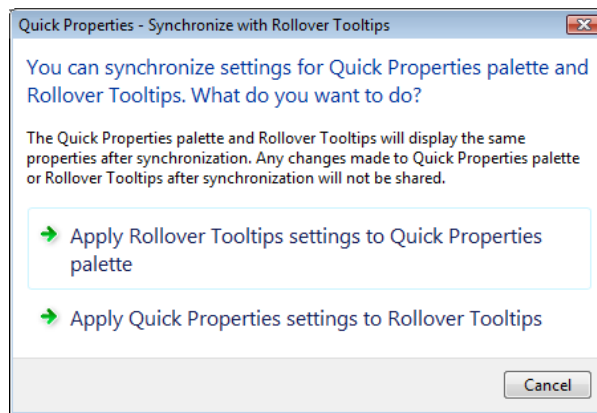 Quick Properties - Synchronize with Rollover Tooltips
You can synchronize settings for Quick Properties palette and
Rollover Tooltips. What do you want to do?
The Quick Properties palette and Rollover Tooltips will display the same
properties after synchronization. Any changes made to Quick Properties palette
or Rollover Tooltips after synchronization will not be shared.
Apply Rollover Tooltips settings to Quick Properties
palette
Apply Quick Properties settings to Rollover Tooltips
Cancel